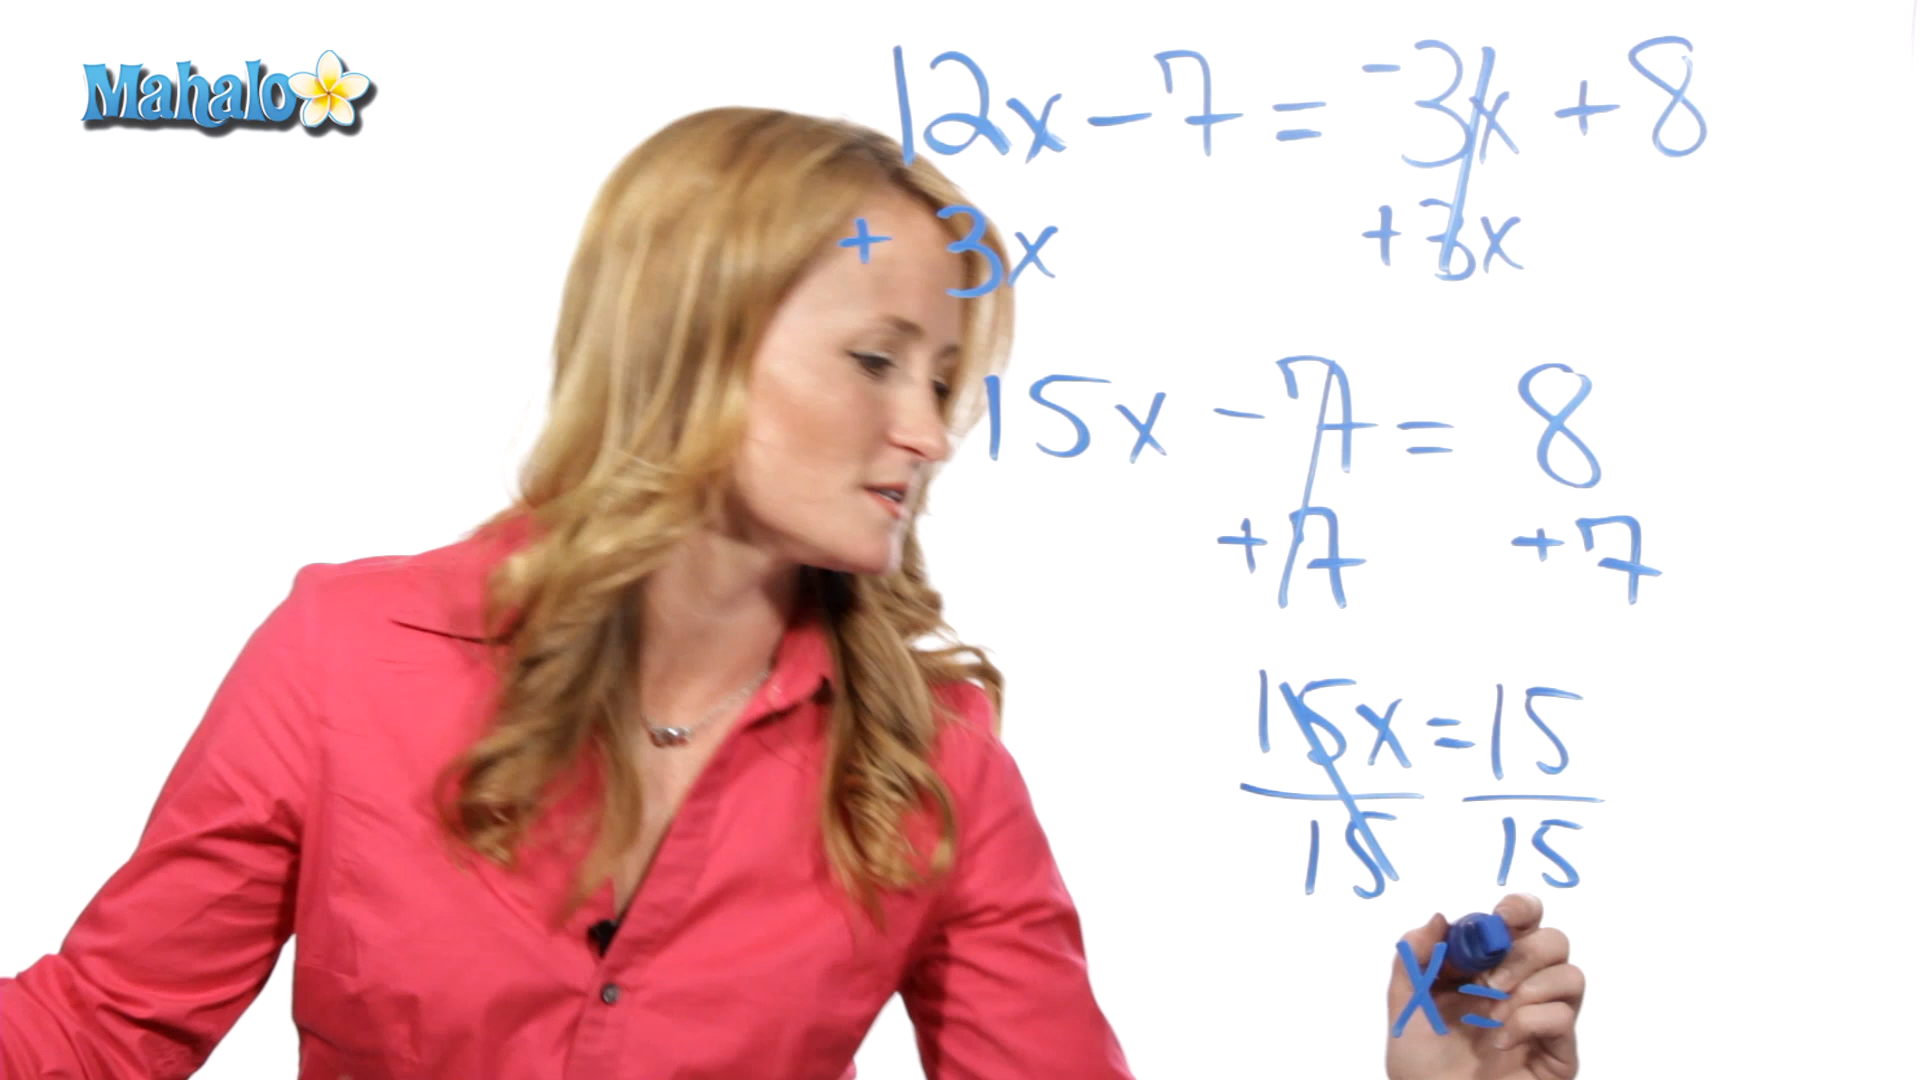 Mahalo
12x - 7 = -3x + 8
+ 3x +3x
15x - 7 = 8
+7 +7
15x = 15
15 15
x =